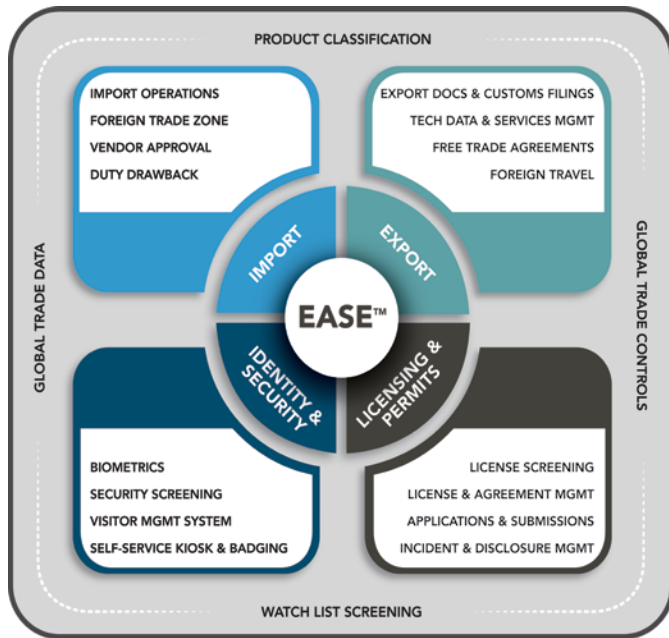 PRODUCT CLASSIFICATION
IMPORT OPERATIONS
FOREIGN TRADE ZONE
VENDOR APPROVAL
DUTY DRAWBACK
EXPORT DOCS & CUSTOMS FILINGS
TECH DATA & SERVICES MGMT
FREE TRADE AGREEMENTS
FOREIGN TRAVEL
GLOBAL TRADE DATA
IMPORT
EXPORT
EASE™
IDENTITY &
SECURITY
LICENSING &
PERMITS
GLOBAL TRADE CONTROLS
BIOMETRICS
SECURITY SCREENING
VISITOR MGMT SYSTEM
SELF-SERVICE KIOSK & BADGING
LICENSE SCREENING
LICENSE & AGREEMENT MGMT
APPLICATIONS & SUBMISSIONS
INCIDENT & DISCLOSURE MGMT
WATCH LIST SCREENING